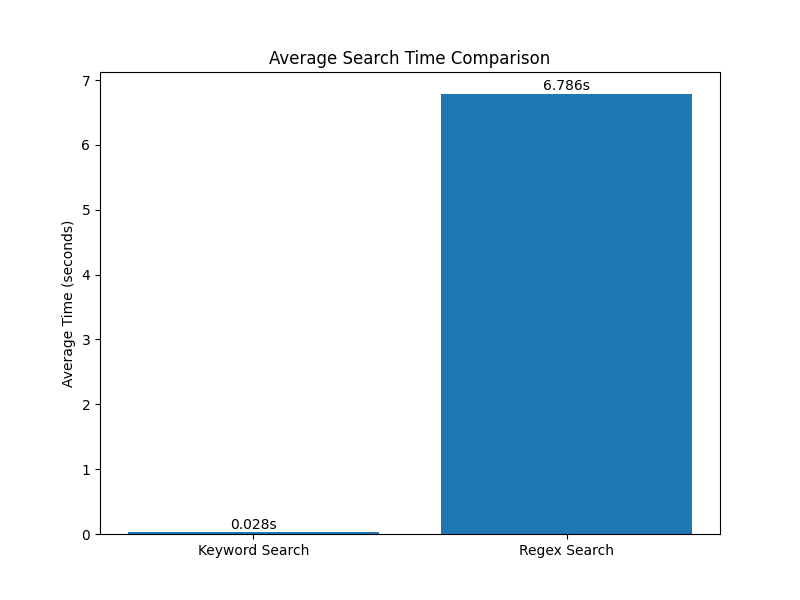 Average Search Time Comparison
6.786s
7
6
5
4
3
2
1
0
Average Time (seconds)
0.028s
Keyword Search
Regex Search